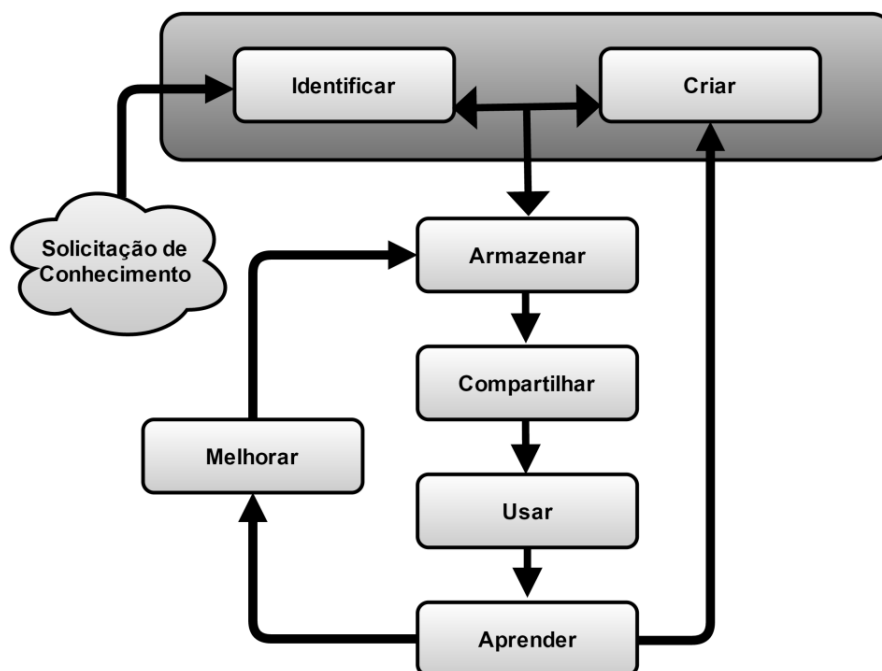 Identificar
Criar
Solicitação de
Conhecimento
Armazenar
Compartilhar
Melhorar
Usar
Aprender